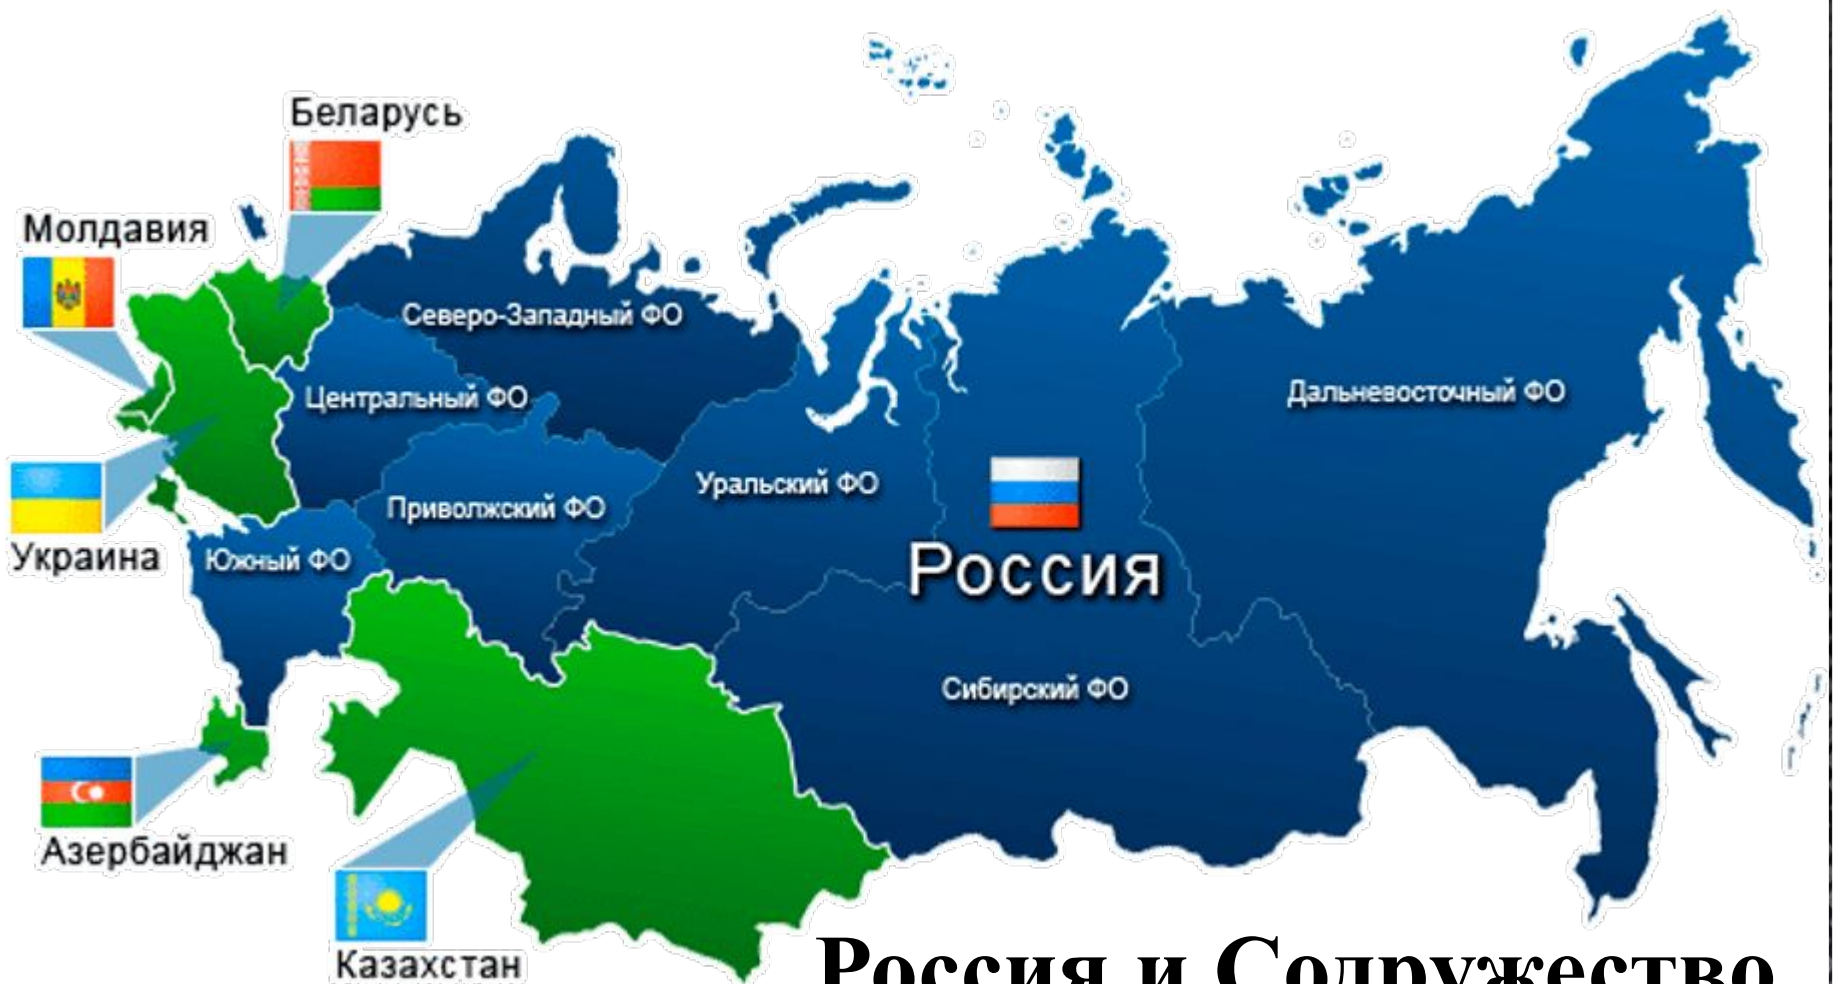 Беларусь
Молдавия
Северо-Западный ФО
Центральный ФО
Дальневосточный ФО
Уральский ФО
Приволжский ФО
Украина
Южный ФО
Россия
Сибирский ФО
Азербайджан
Казахстан
Россия и Содружество